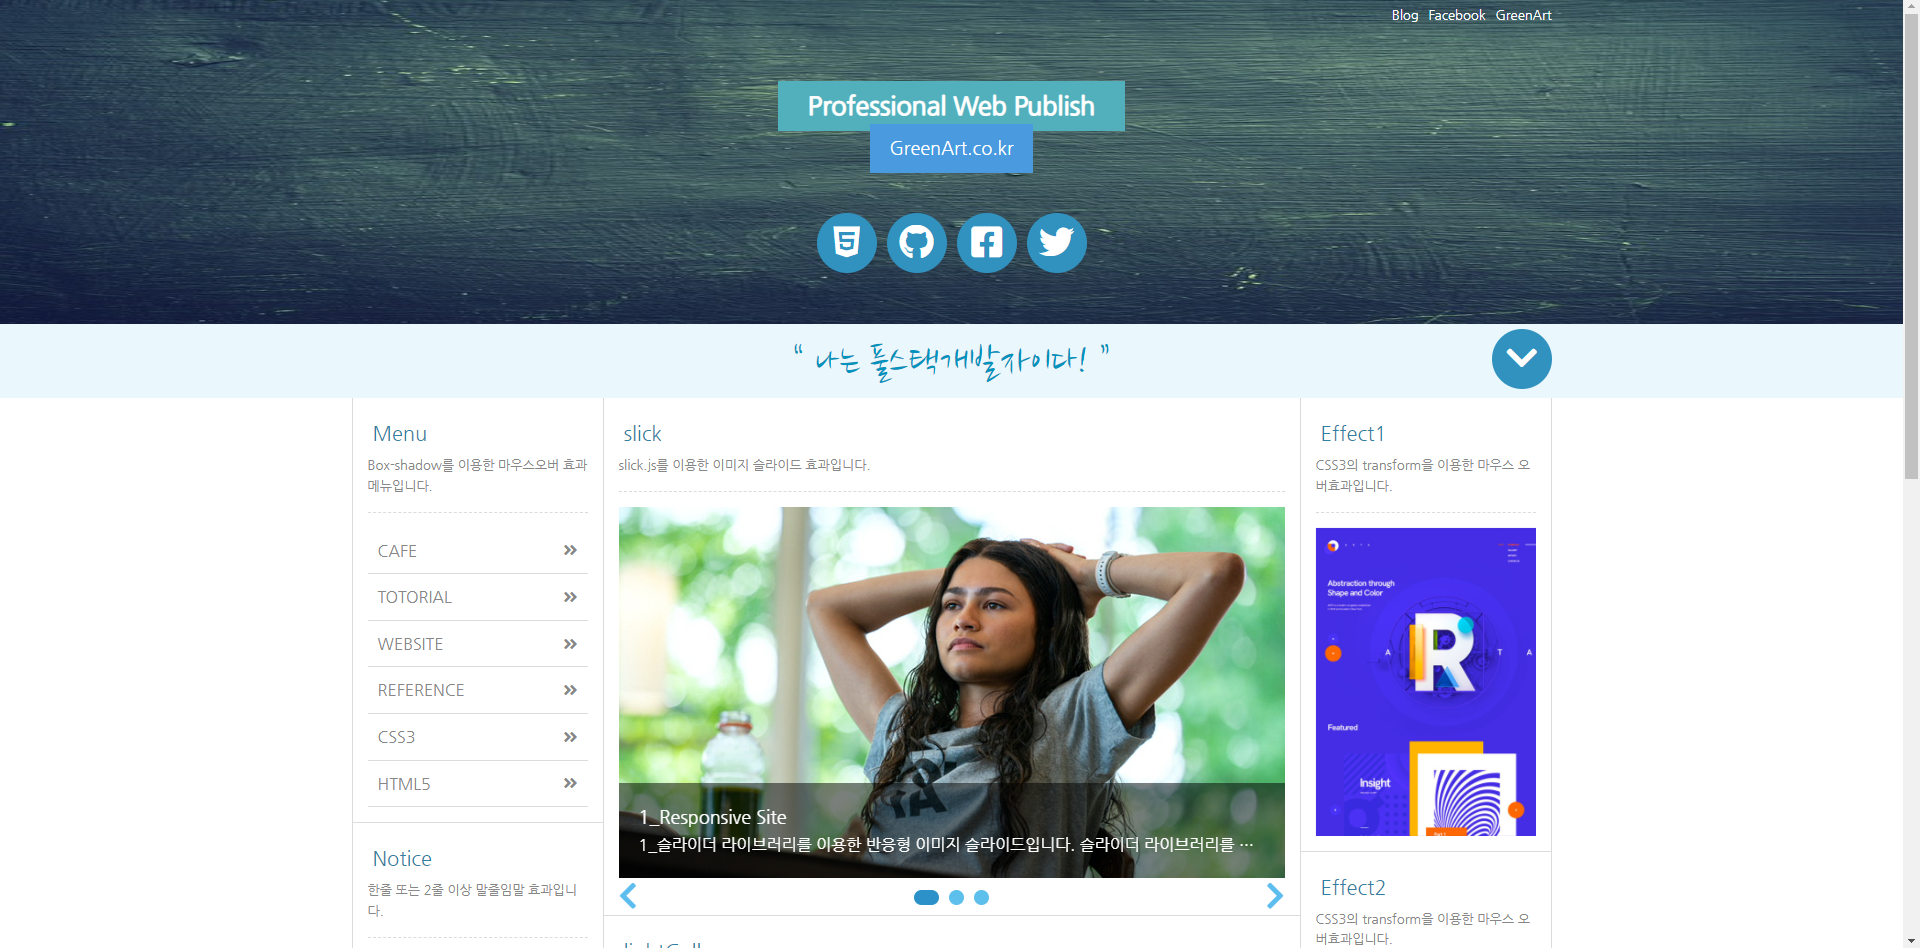 Blog Facebook GreenArt
Professional Web Publish
GreenArt.co.kr
“ 나는 풀스택개발자이다! ”
Menu
Box-shadow를 이용한 마우스오버 효과
메뉴입니다.
CAFE
TOTORIAL
WEBSITE
REFERENCE
CSS3
HTML5
Notice
한줄 또는 2줄 이상 말줄임말 효과입니
다.
slick
slick.js를 이용한 이미지 슬라이드 효과입니다.
1_Responsive Site
1_슬라이더 라이브러리를 이용한 반응형 이미지 슬라이드입니다. 슬라이더 라이브러리를 …
Effect1
CSS3의 transform을 이용한 마우스 오
버효과입니다.
Abstraction through
Shape and Color
A R T A
Featured
Insight
Effect2
CSS3의 transform을 이용한 마우스 오
버효과입니다.